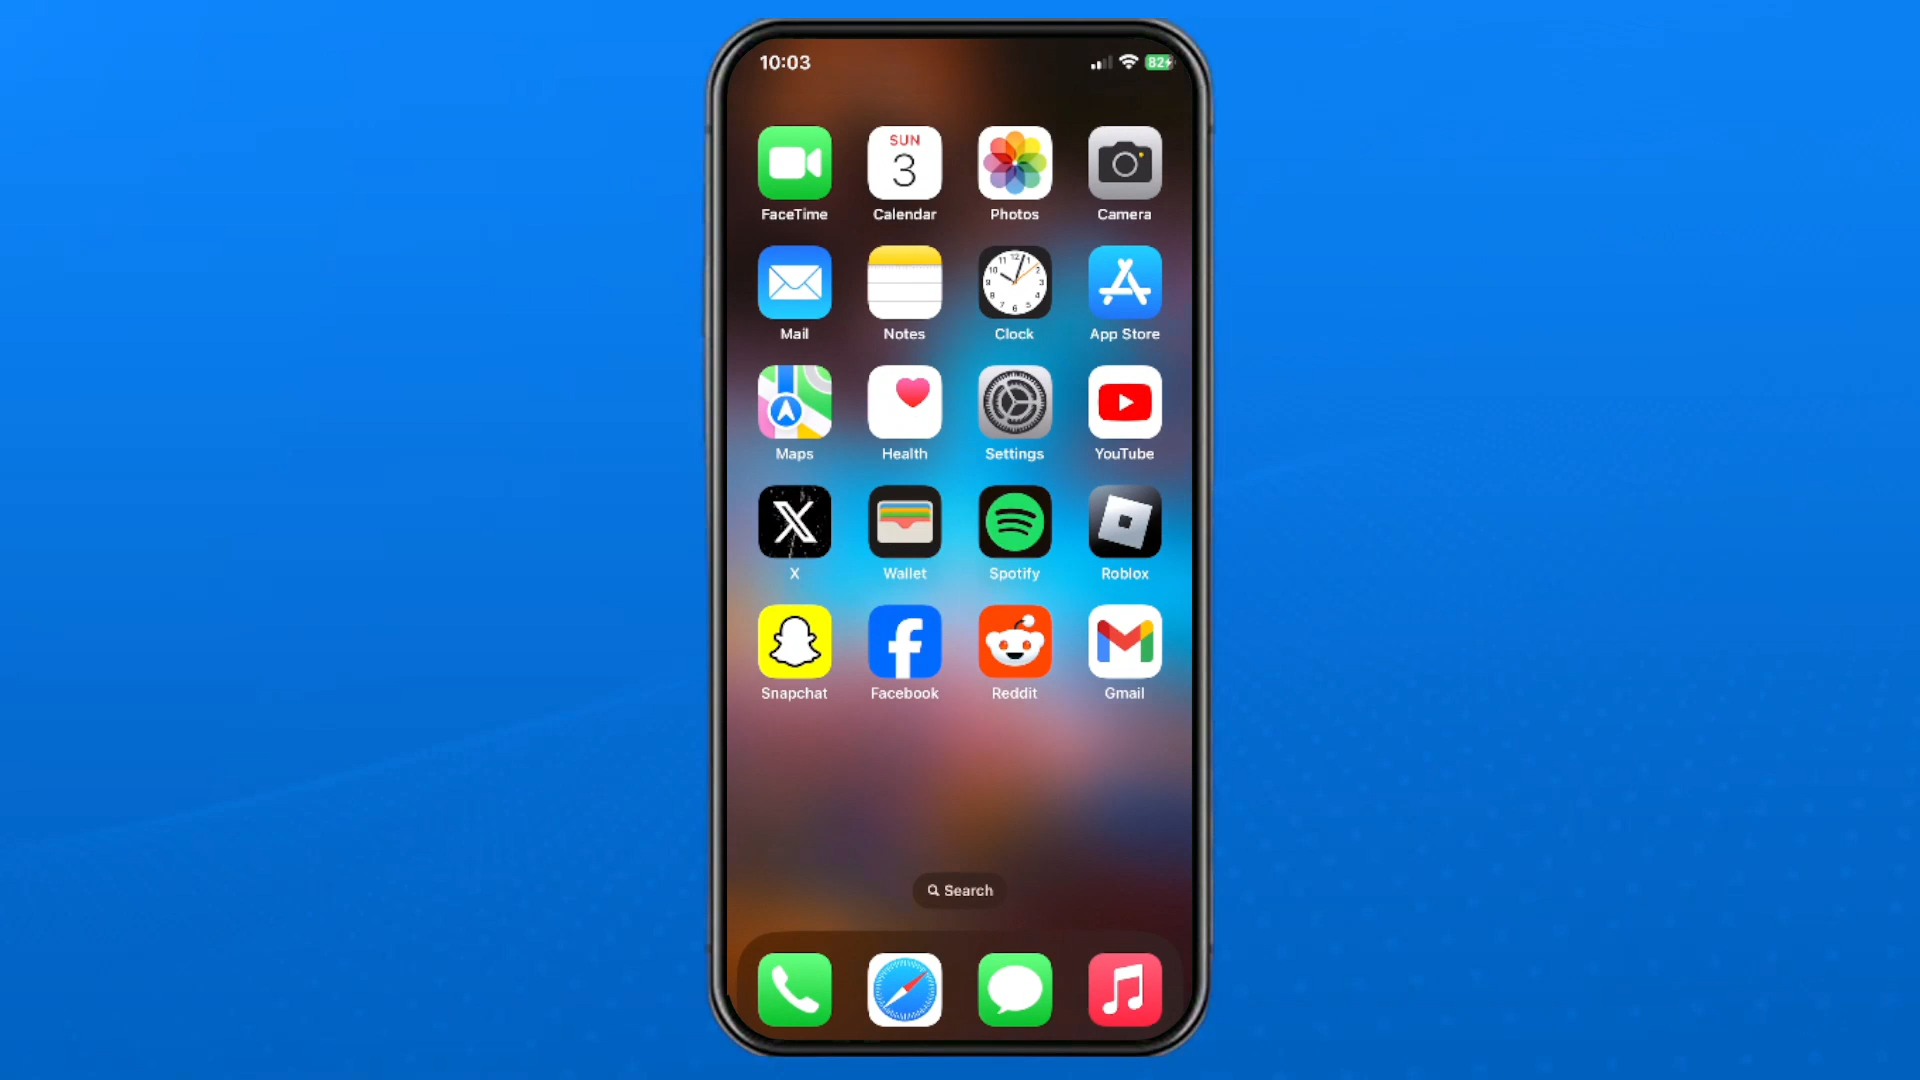 10:03
82
SUN
3
FaceTime Calendar Photos Camera
Mail Notes Clock App Store
Maps Health Settings YouTube
X Wallet Spotify Roblox
Snapchat Facebook Reddit Gmail
Search